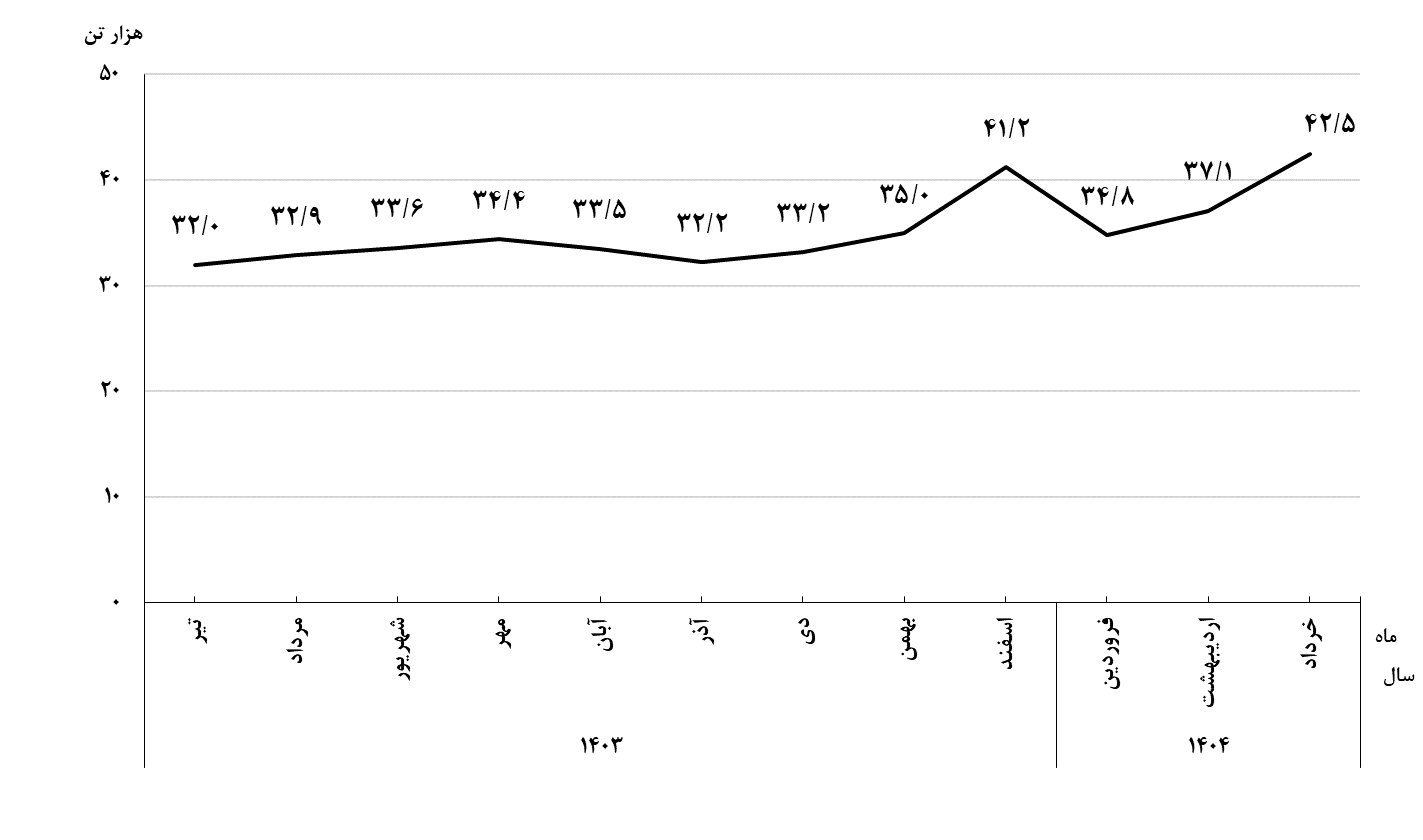 هزار تن
۵۰
۴۰
۳۰
۲۰
۱۰
۰
۳۲/۰
۳۲/۹
۳۳/۶
۳۴/۴
۳۳/۵
۳۲/۲
۳۳/۲
۳۵/۰
۴۱/۲
۳۴/۸
۳۷/۱
۴۲/۵
تیر
مرداد
شهریور
مهر
آبان
آذر
دی
بهمن
اسفند
فروردین
اردیبهشت
خرداد
ماه
سال
۱۴۰۳
۱۴۰۴